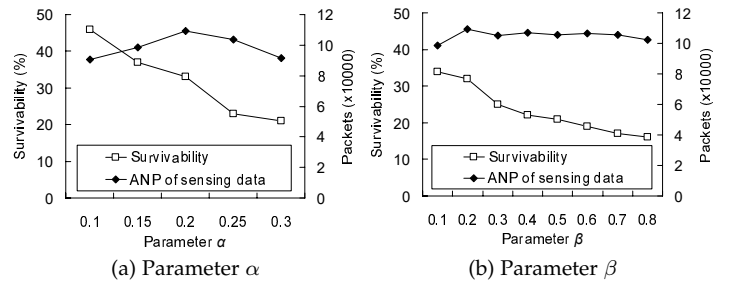 50
40
30
20
10
0
Survivability (%)
12
10
8
6
4
2
0
Packets (x10000)
Survivability
ANP of sensing data
0.1 0.15 0.2 0.25 0.3
Parameter α
(a) Parameter α
50
40
30
20
10
0
Survivability (%)
12
10
8
6
4
2
0
Packets (x10000)
Survivability
ANP of sensing data
0.1 0.2 0.3 0.4 0.5 0.6 0.7 0.8
Parameter β
(b) Parameter β